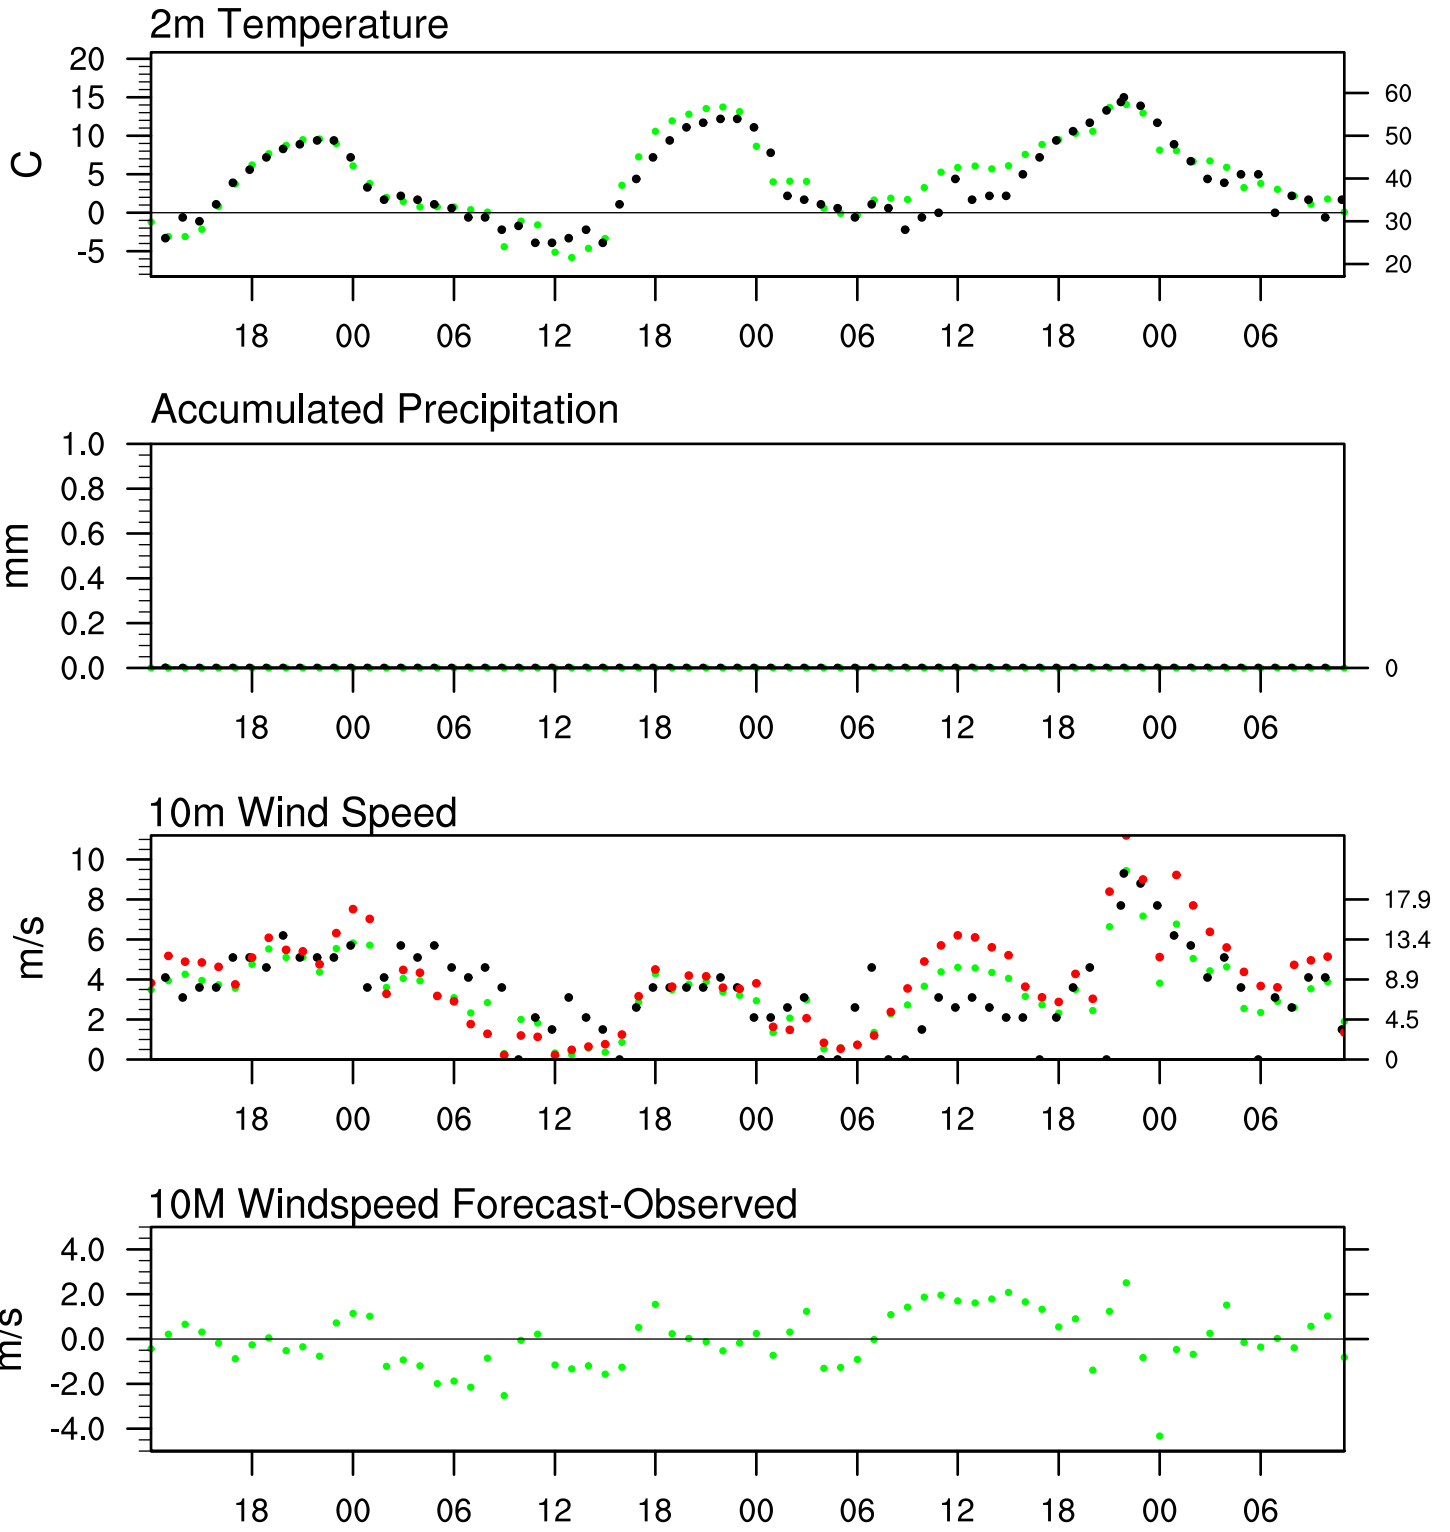 2m Temperature
20
15
10
5
0
-5
C
60
50
40
30
20
18 00 06 12 18 00 06 12 18 00 06
Accumulated Precipitation
1.0
0.8
0.6
0.4
0.2
0.0
mm
0
18 00 06 12 18 00 06 12 18 00 06
10m Wind Speed
10
8
6
4
2
0
m/s
17.9
13.4
8.9
4.5
0
18 00 06 12 18 00 06 12 18 00 06
10M Windspeed Forecast-Observed
4.0
2.0
0.0
-2.0
-4.0
m/s
18 00 06 12 18 00 06 12 18 00 06